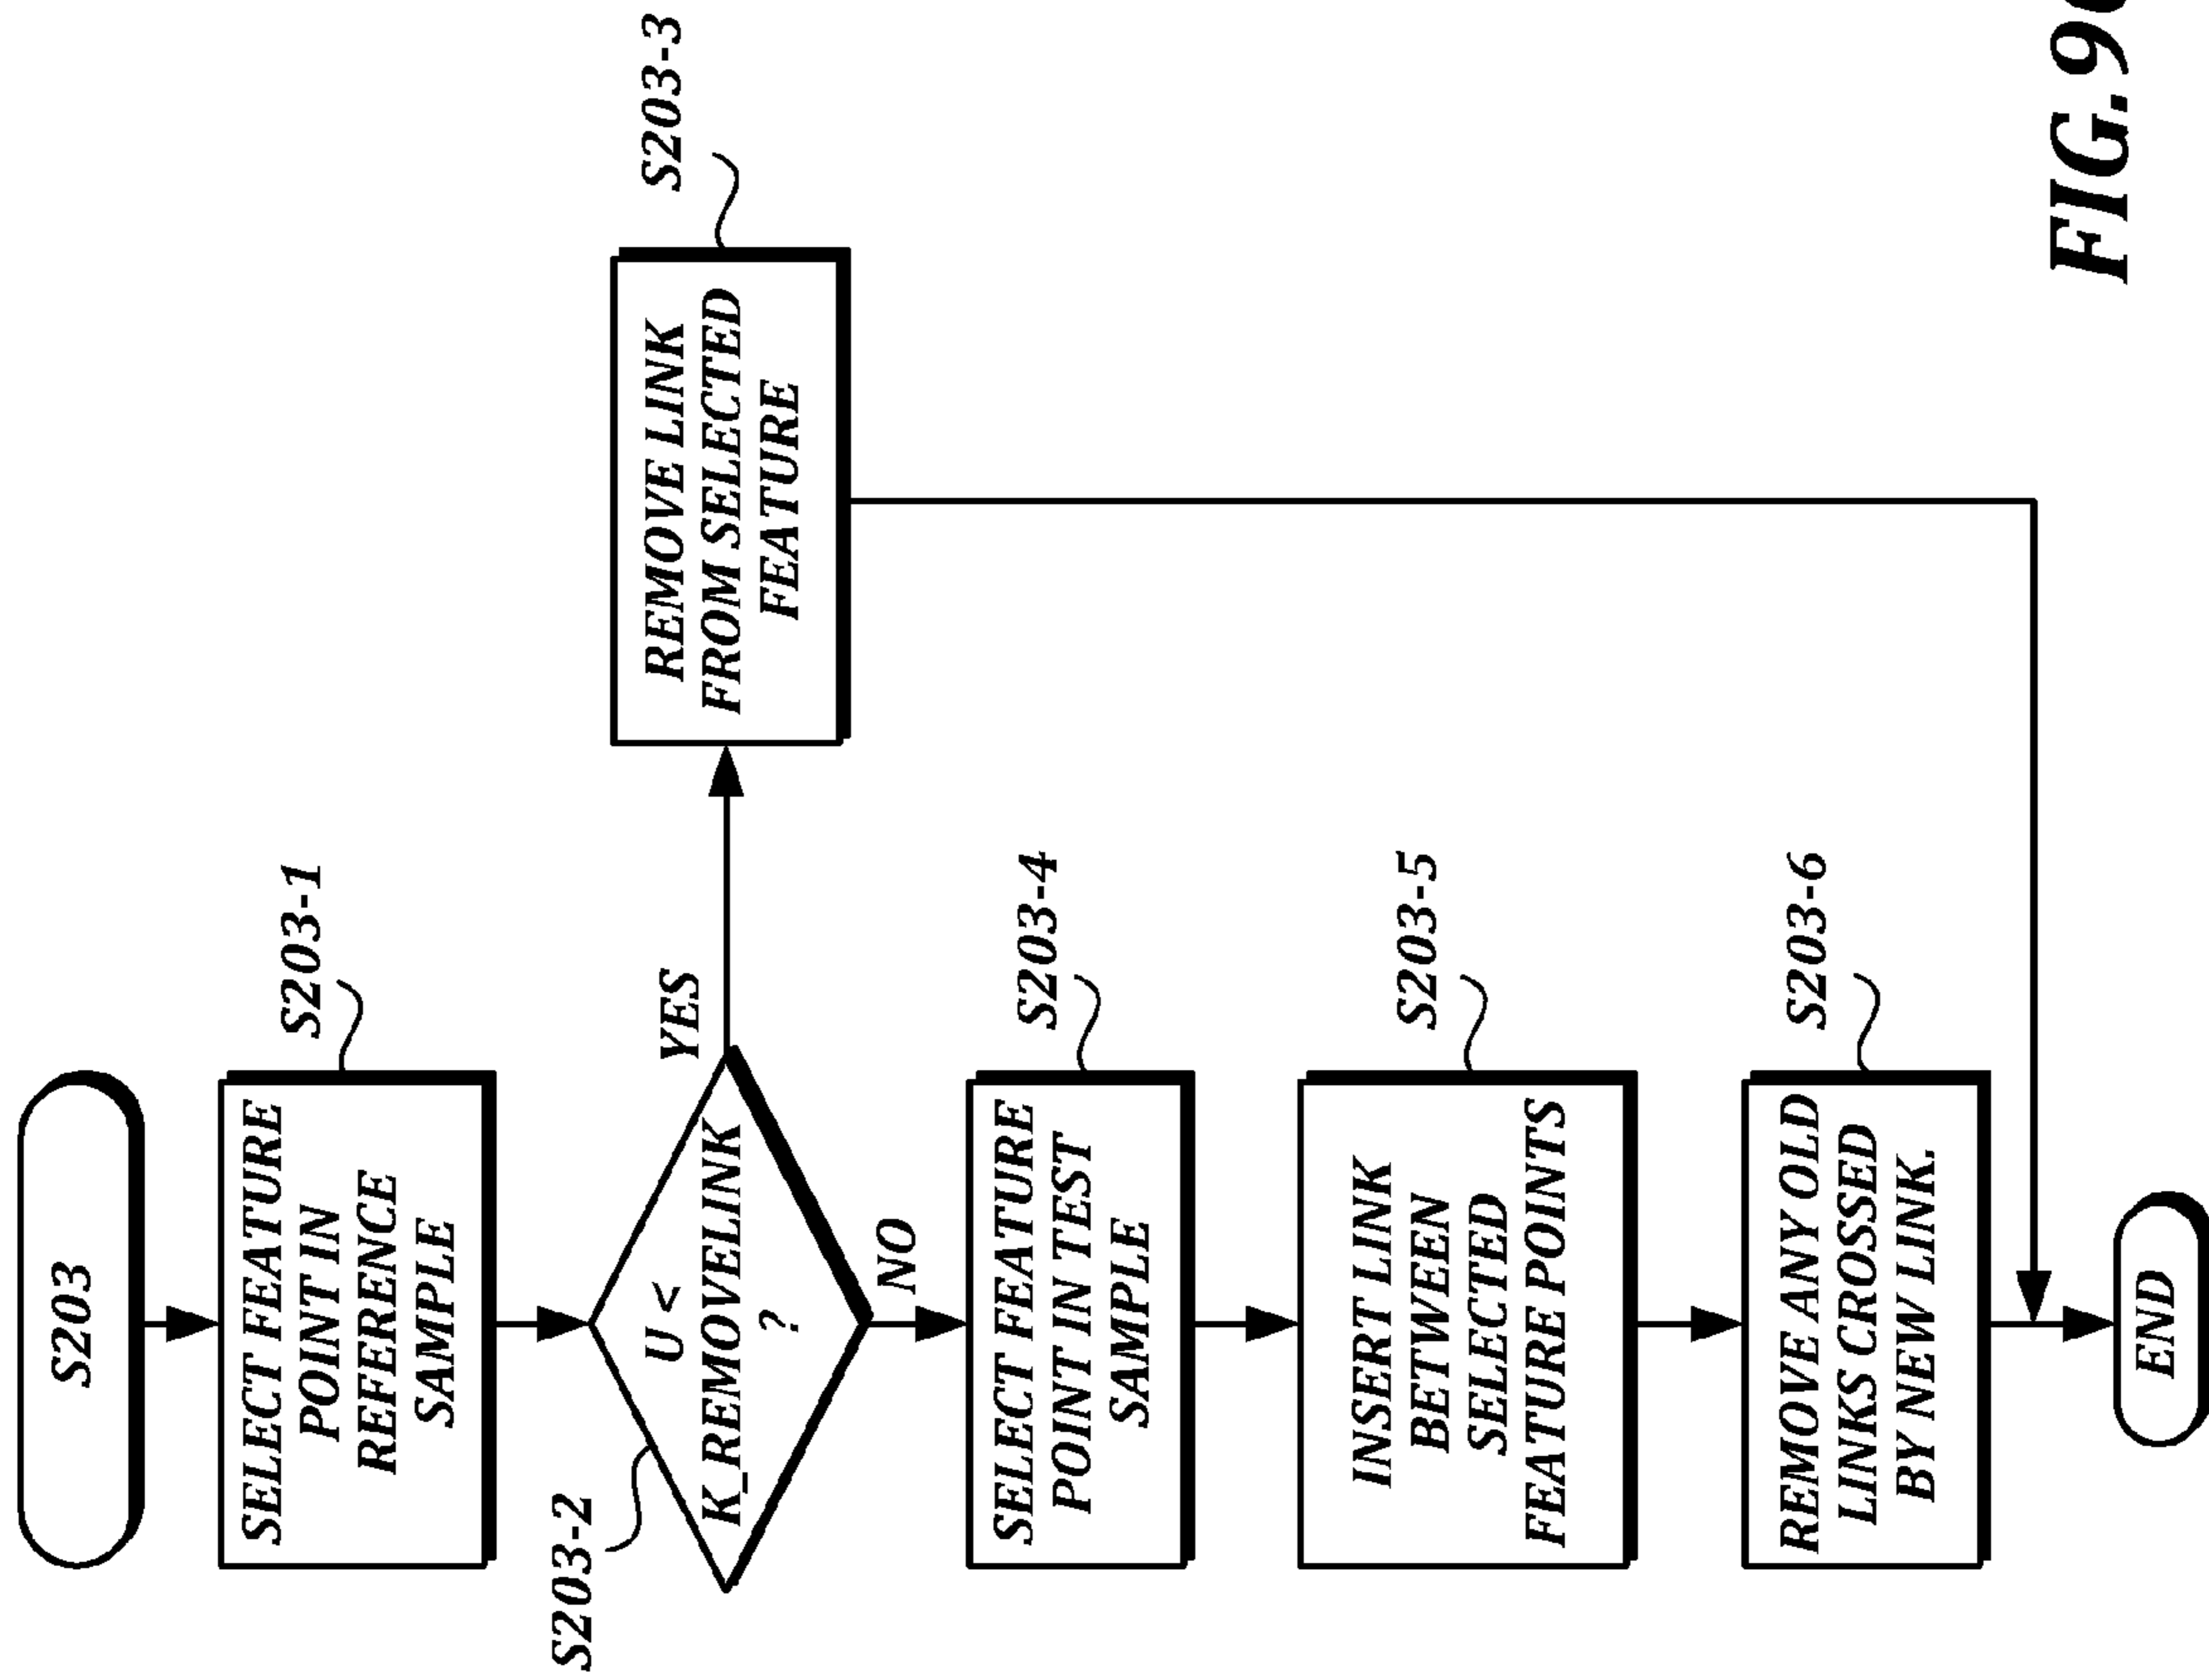 S203
SELECT FEATURE
POINT IN
REFERENCE
SAMPLE
S203-1
S203-2
U <
K_REMOVELINK
?
YES
REMOVE LINK
FROM SELECTED
FEATURE
S203-3
NO
SELECT FEATURE
POINT IN TEST
SAMPLE
S203-4
INSERT LINK
BETWEEN
SELECTED
FEATURE POINTS
S203-5
REMOVE ANY OLD
LINKS CROSSED
BY NEW LINK.
S203-6
END
FIG.